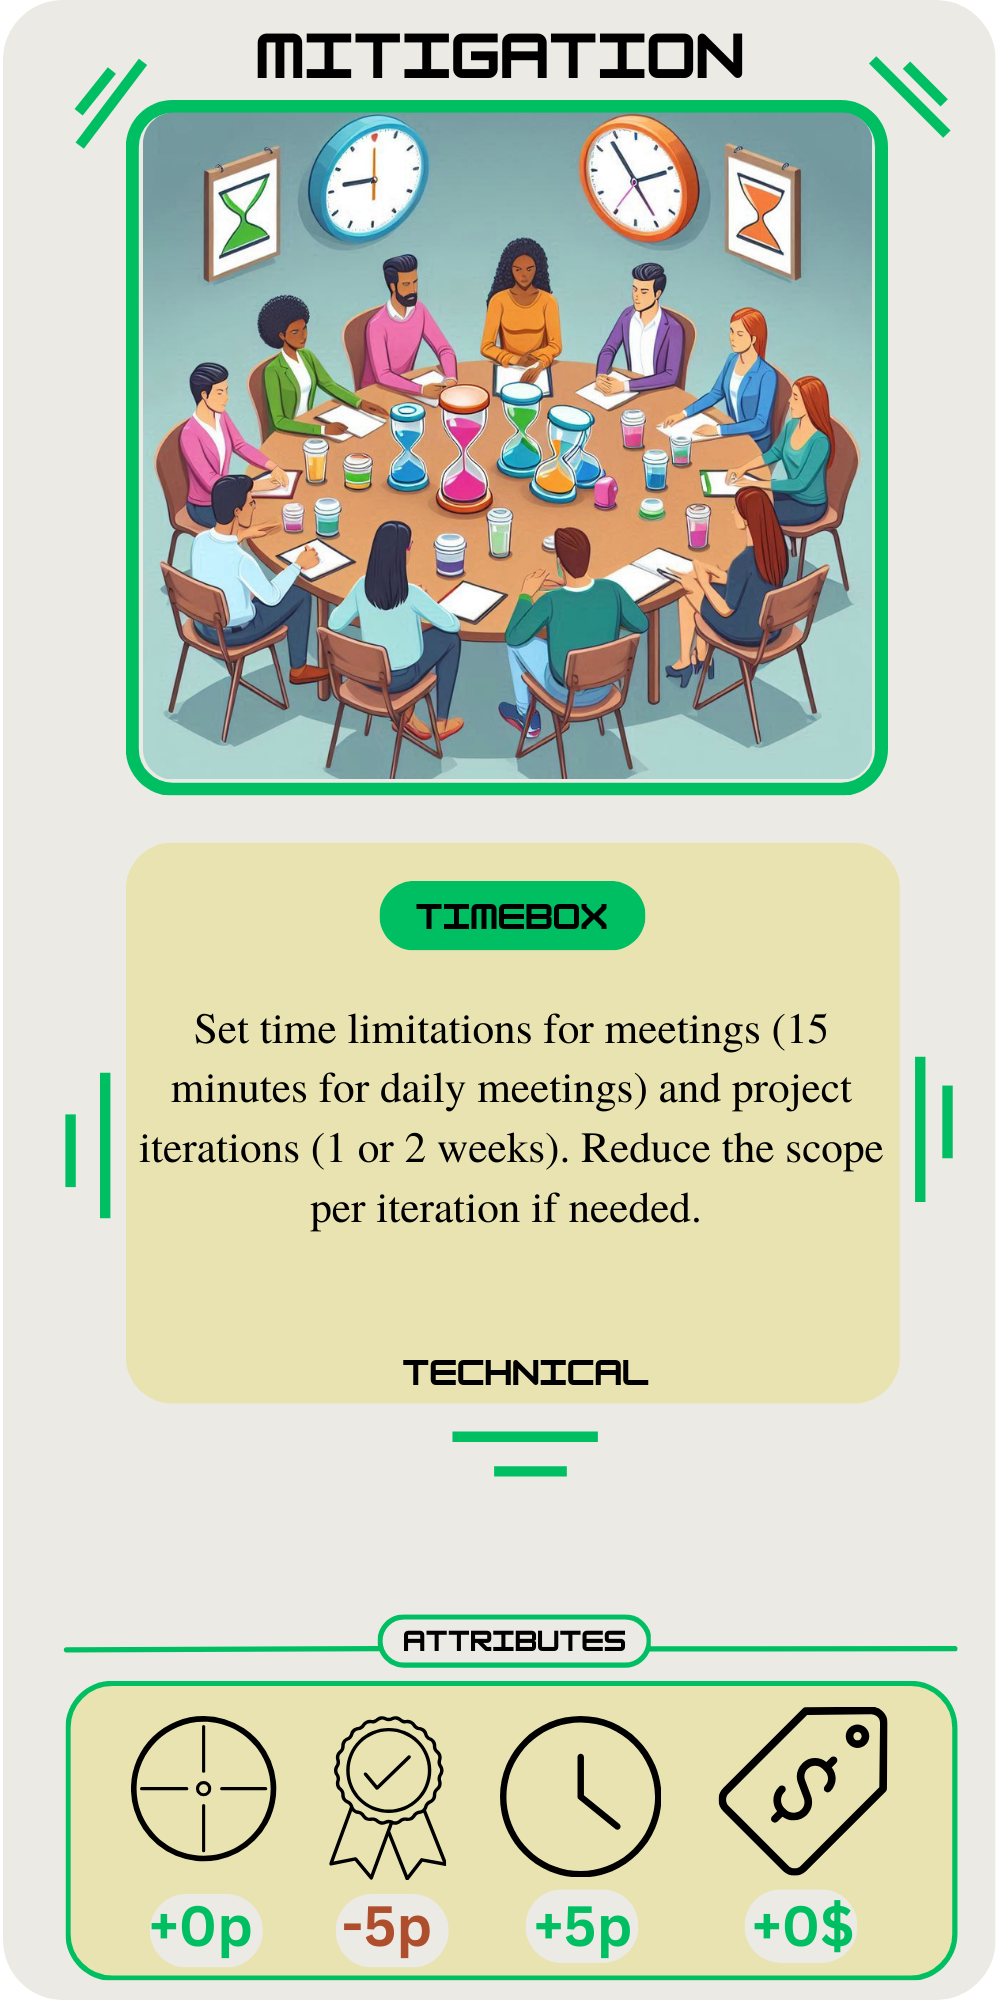 MITIGATION
TIMEBOX
Set time limitations for meetings (15
minutes for daily meetings) and project
iterations (1 or 2 weeks). Reduce the scope
per iteration if needed.
TECHNICAL
ATTRIBUTES
+0p -5p +5p +0$